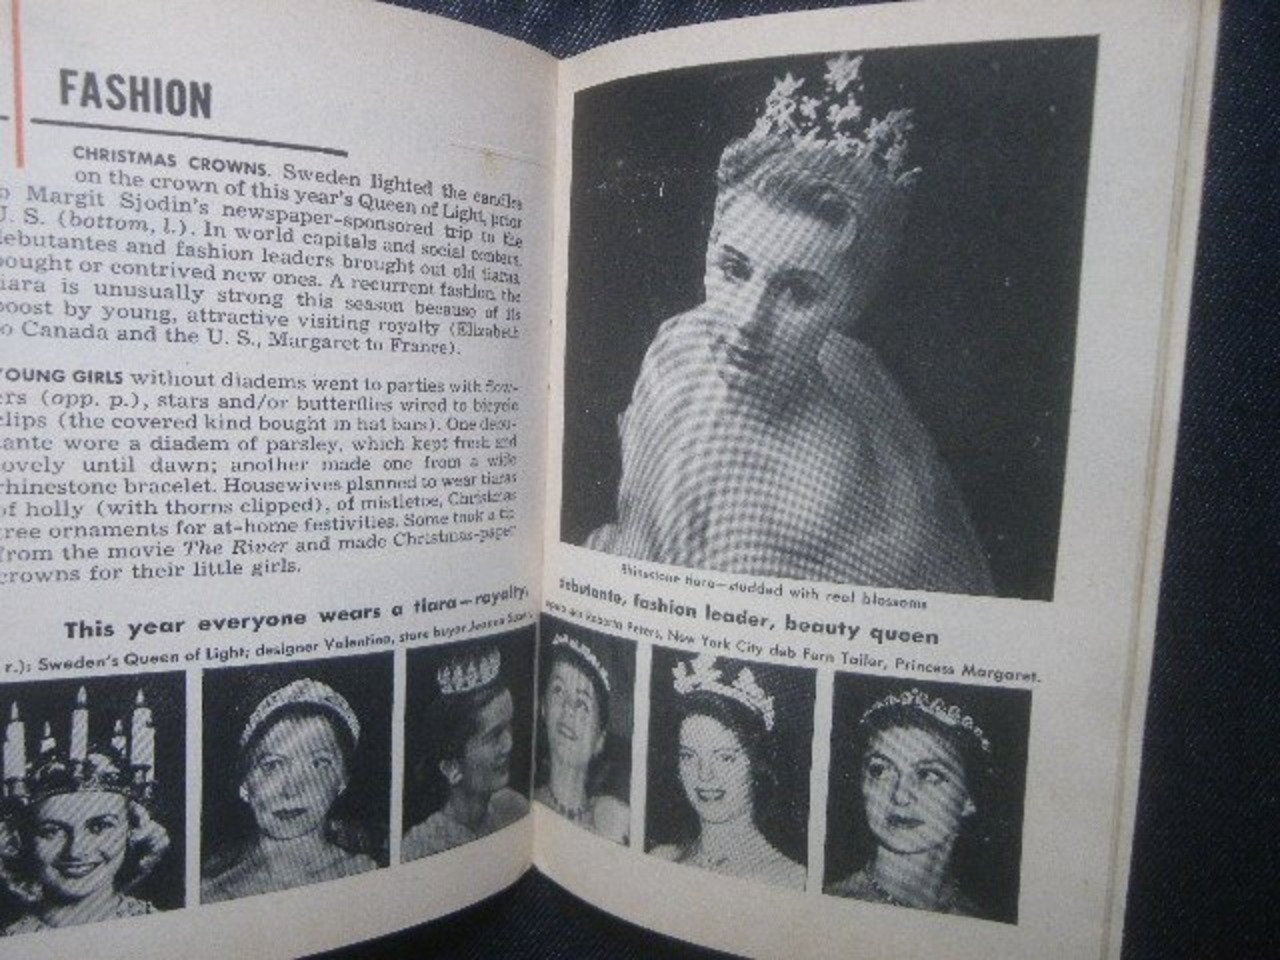 FASHION
CHRISTMAS CROWNS. Sweden lighted the candles
on the crown of this year's Queen of Light, prior
Margit Sjodin's newspaper-sponsored trip to the
U. S. (bottom, l.). In world capitals and social centers,
debutantes and fashion leaders brought out old tiaras,
bought or contrived new ones. A recurrent fashion, the
tiara is unusually strong this season because of its
boost by young, attractive visiting royalty (Elizabeth
to Canada and the U. S., Margaret to France).
YOUNG GIRLS without diadems went to parties with flow-
ers (opp. p.), stars and/or butterflies wired to bicycle
clips (the covered kind bought in hat bars). One debu-
tante wore a diadem of parsley, which kept fresh and
lovely until dawn; another made one from a wide
rhinestone bracelet. Housewives planned to wear tiaras
of holly (with thorns clipped), of mistletoe, Christmas
tree ornaments for at-home festivities. Some took a tip
from the movie The River and made Christmas-paper
crowns for their little girls.
This year everyone wears a tiara—royalty,
r.): Sweden's Queen of Light; designer Valentina, store buyer Jeanne
Rhinestone tiara—studded with real blossoms
debutante, fashion leader, beauty queen
Roberta Peters, New York City deb Fern Tailer, Princess Margaret.